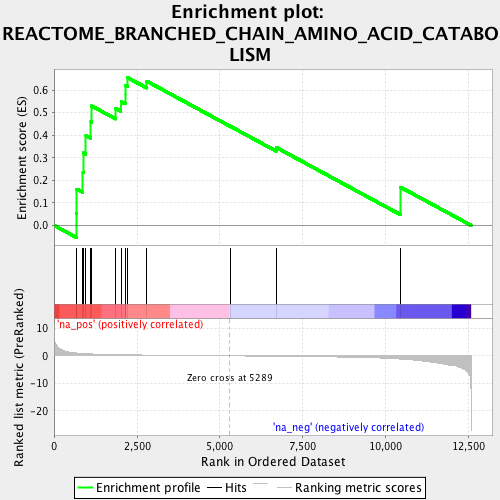 Enrichment plot:
REACTOME_BRANCHED_CHAIN_AMINO_ACID_CATABO
LISM
Enrichment score (ES)
0.6
0.5
0.4
0.3
0.2
0.1
0.0
'na_pos' (positively correlated)
Ranked list metric (PreRanked)
10
5
0
-5
-10
-15
-20
Zero cross at 5289
'na_neg' (negatively correlated)
0
2,500
5,000
7,500
10,000
12,500
Rank in Ordered Dataset
Enrichment profile
Hits
Ranking metric scores